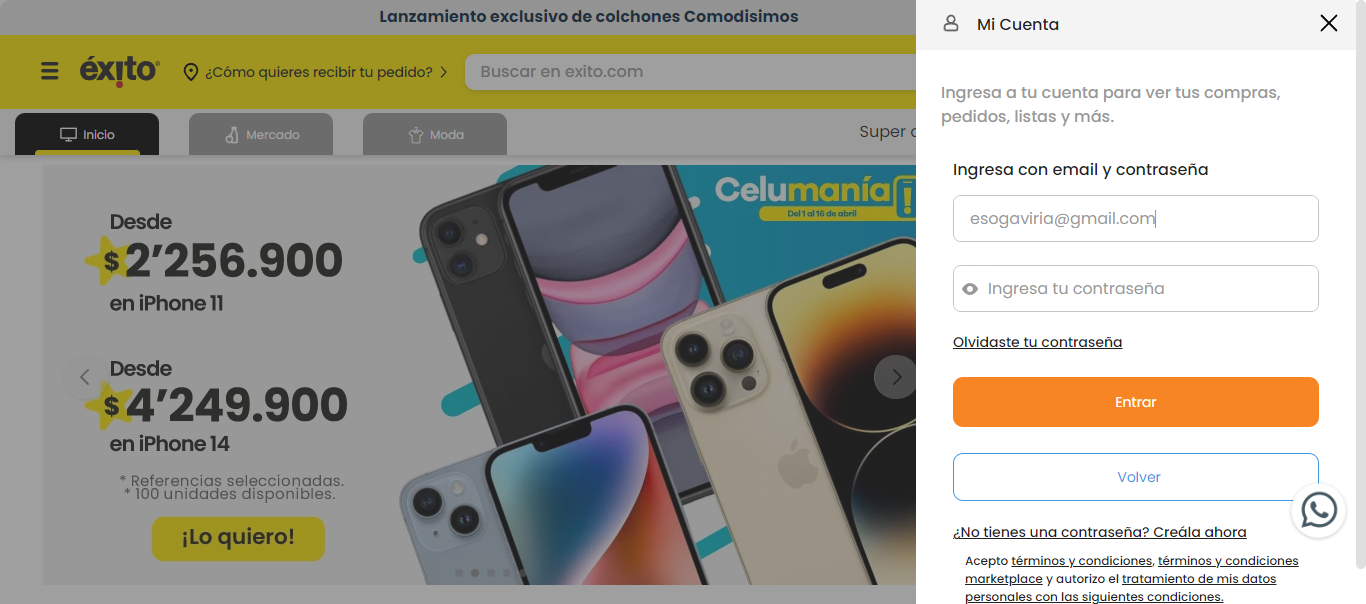 Lanzamiento exclusivo de colchones Comodisimos
éxito
¿Cómo quieres recibir tu pedido?
Buscar en exito.com
Inicio
Mercado
Moda
Super
Desde
$2’256.900
en iPhone 11
Desde
$4’249.900
en iPhone 14
* Referencias seleccionadas.
* 100 unidades disponibles.
¡Lo quiero!
Celumanía
Del 1 al 16 de abril
Mi Cuenta
Ingresa a tu cuenta para ver tus compras,
pedidos, listas y más.
Ingresa con email y contraseña
esogaviria@gmail.com
Ingresa tu contraseña
Olvidaste tu contraseña
Entrar
Volver
¿No tienes una contraseña? Creála ahora
Acepto términos y condiciones, términos y condiciones
marketplace y autorizo el tratamiento de mis datos
personales con las siguientes condiciones.